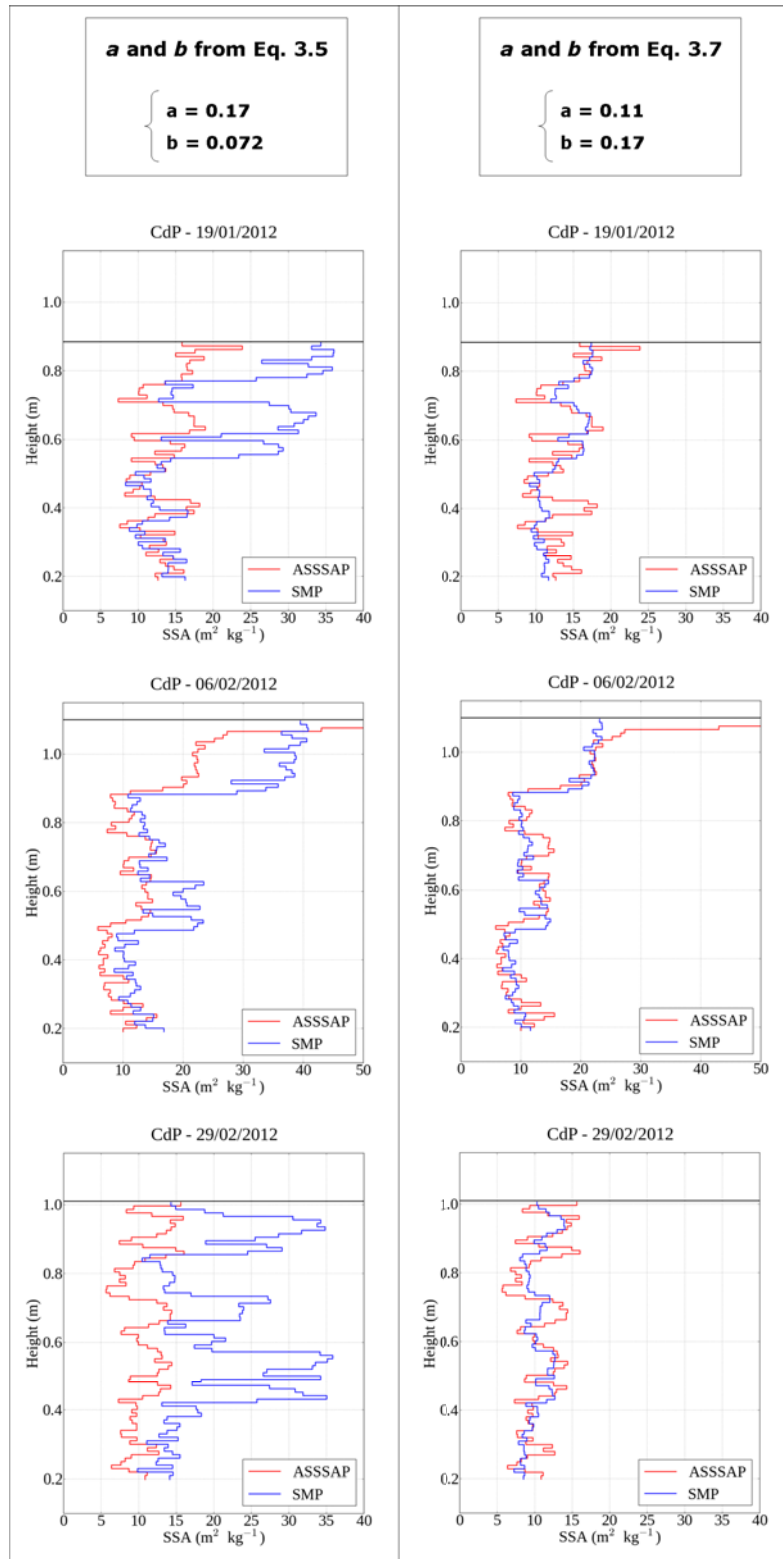 a and b from Eq. 3.5
a = 0.17
b = 0.072
a and b from Eq. 3.7
a = 0.11
b = 0.17
CdP - 19/01/2012
1.0
0.8
0.6
0.4
0.2
Height (m)
ASSSAP
SMP
0 5 10 15 20 25 30 35 40
SSA (m² kg⁻¹)
CdP - 19/01/2012
1.0
0.8
0.6
0.4
0.2
Height (m)
ASSSAP
SMP
0 5 10 15 20 25 30 35 40
SSA (m² kg⁻¹)
CdP - 06/02/2012
1.0
0.8
0.6
0.4
0.2
Height (m)
ASSSAP
SMP
0 10 20 30 40 50
SSA (m² kg⁻¹)
CdP - 06/02/2012
1.0
0.8
0.6
0.4
0.2
Height (m)
ASSSAP
SMP
0 10 20 30 40 50
SSA (m² kg⁻¹)
CdP - 29/02/2012
1.0
0.8
0.6
0.4
0.2
Height (m)
ASSSAP
SMP
0 5 10 15 20 25 30 35 40
SSA (m² kg⁻¹)
CdP - 29/02/2012
1.0
0.8
0.6
0.4
0.2
Height (m)
ASSSAP
SMP
0 5 10 15 20 25 30 35 40
SSA (m² kg⁻¹)